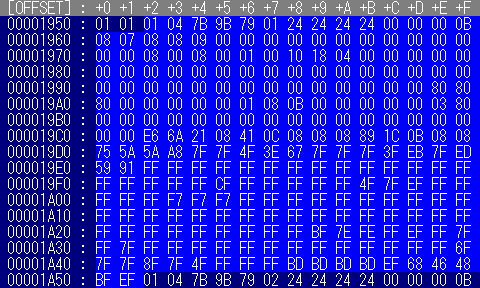 [OFFSET] : +0 +1 +2 +3 +4 +5 +6 +7 +8 +9 +A +B +C +D +E +F
00001950 : 01 01 01 04 7B 9B 79 01 24 24 24 24 00 00 00 0B
00001960 : 08 07 08 08 09 00 00 00 00 00 00 00 00 00 00 00
00001970 : 00 00 08 00 08 00 01 00 10 18 04 00 00 00 00 00
00001980 : 00 00 00 00 00 00 00 00 00 00 00 00 00 00 00 00
00001990 : 00 00 00 00 00 00 00 00 00 00 00 00 00 00 80 80
000019A0 : 80 00 00 00 00 00 01 08 0B 00 00 00 00 00 03 80
000019B0 : 00 00 00 00 00 00 00 00 00 00 00 00 00 00 00 00
000019C0 : 00 00 E6 6A 21 08 41 0C 08 08 08 89 1C 0B 08 08
000019D0 : 75 5A 5A A8 7F 7F 4F 3E 67 7F 7F 7F 3F EB 7F ED
000019E0 : 59 91 FF FF FF FF FF FF FF FF FF FF FF FF FF FF
000019F0 : FF FF FF FF CF FF FF FF FF FF FF 4F 7F EF FF FF
00001A00 : FF FF FF F7 F7 F7 FF FF FF FF FF FF FF FF FF FF
00001A10 : FF FF FF FF FF FF FF FF FF FF FF FF FF FF FF FF
00001A20 : FF FF FF FF FF FF FF FF FF BF 7E FE FF EF FF 7F
00001A30 : FF 7F FF FF FF FF FF FF FF FF FF FF FF FF FF 6F
00001A40 : 7F 7F 8F 7F 4F FF FF FF BD BD BD BD EF 68 46 48
00001A50 : BF EF 01 04 7B 9B 79 02 24 24 24 24 00 00 00 0B